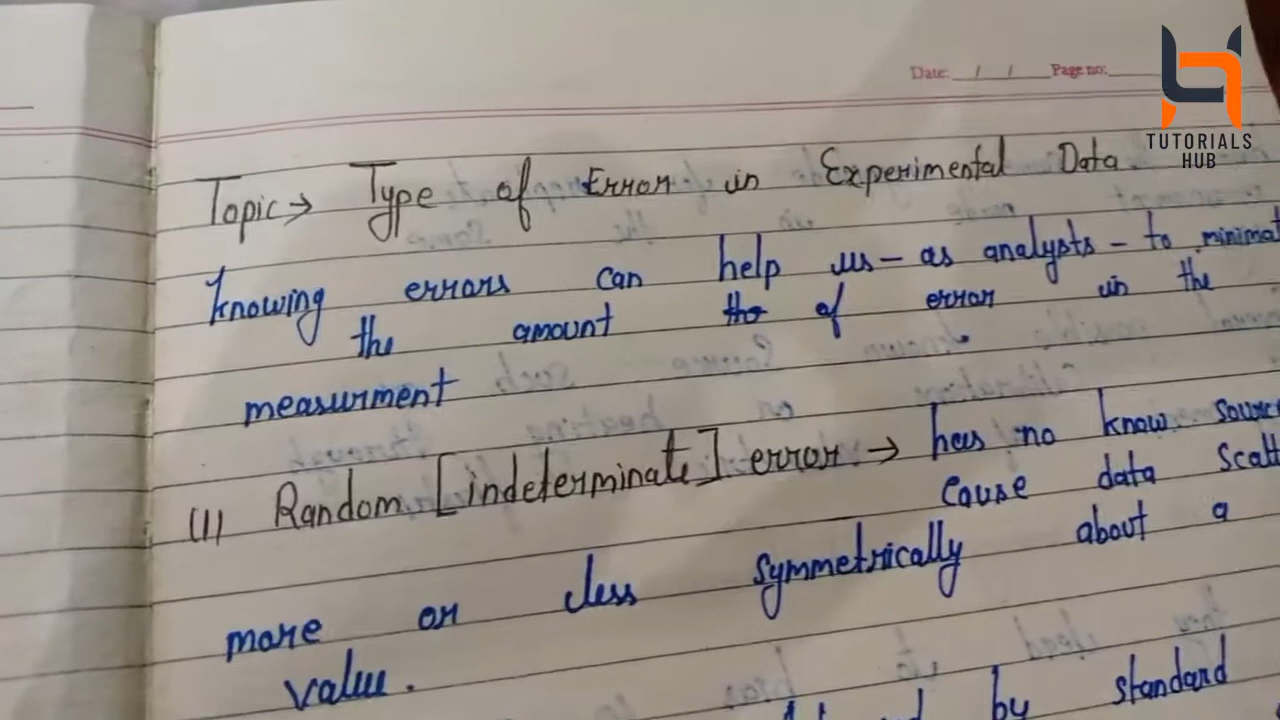 Date: / / Page no:
TUTORIALS
HUB
Topic → Type of Error in Experimental Data
knowing errors can help us - as analysts - to minimat
the amount the of error in the
measurment
(1) Random [indeterminate] error → has no know sourc
cause data scatt
more or less symmetrically about a
value.
by standard